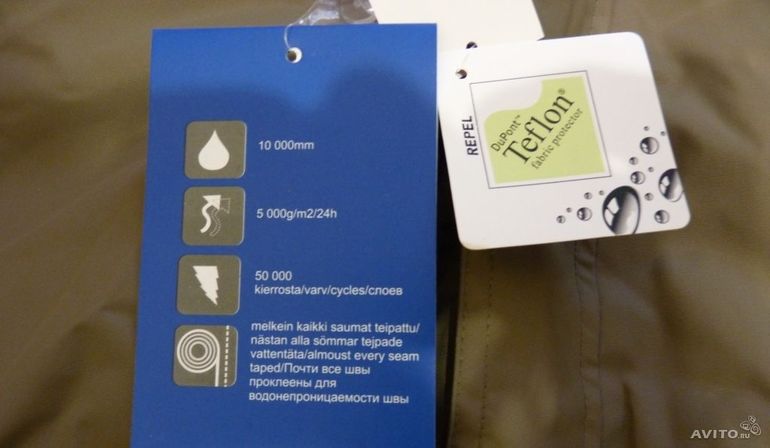 10 000mm
5 000g/m2/24h
50 000
kierrosta/varv/cycles/слоев
melkein kaikki saumat teipattu/
nästan alla sömmar tejpade
vattentäta/almoust every seam
taped/Почти все швы
проклеены для
водонепроницаемости швы
REPEL
DuPont™
Teflon®
fabric protector
AVITO.ru